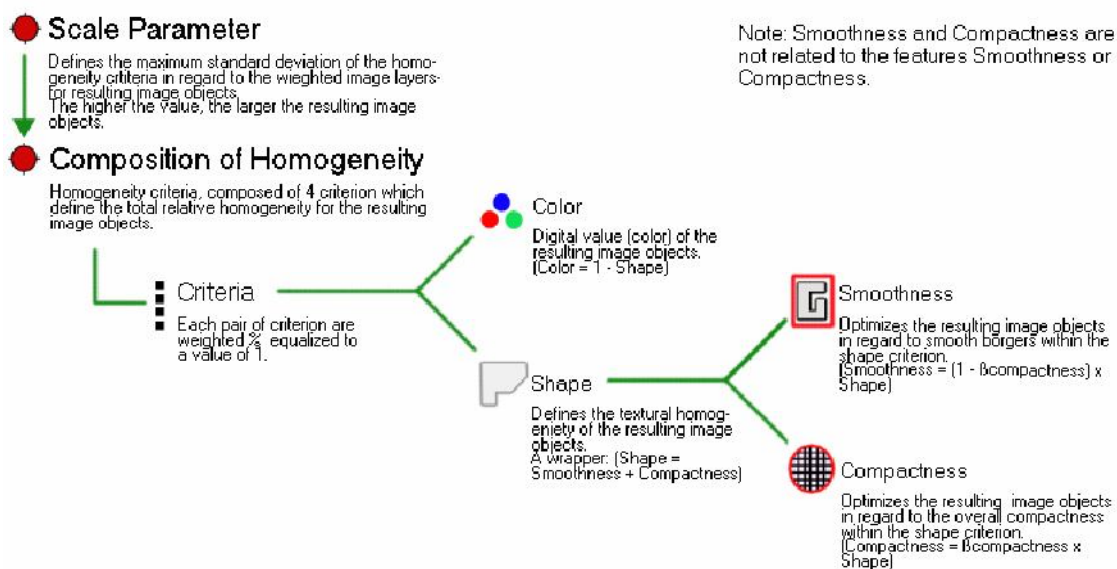 Scale Parameter
Defines the maximum standard deviation of the homo-
geneity critiria in regard to the wieghted image layers-
for resulting image objects.
The higher the value, the larger the resulting image
objects.
Note: Smoothness and Compactness are
not related to the features Smoothness or
Compactness.
Composition of Homogeneity
Homogeneity criteria, composed of 4 criterion which
define the total relative homogeneity for the resulting
image objects.
Criteria
Each pair of criterion are
weighted % equalized to
a value of 1.
Color
Digital value (color) of the
resulting image objects.
(Color = 1 - Shape)
Shape
Defines the textural homog-
eniety of the resulting image
objects.
A wrapper: (Shape =
Smoothness + Compactness)
Smoothness
Optimizes the resulting image objects
in regard to smooth borgers within the
shape criterion.
(Smoothness = (1 - ßcompactness) x
Shape)
Compactness
Optimizes the resulting image objects
in regard to the overall compactness
within the shape criterion.
(Compactness = ßcompactness x
Shape)